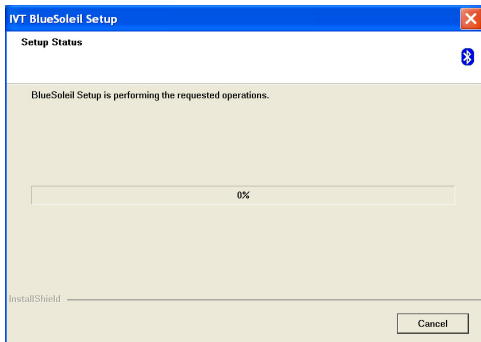 IVT BlueSoleil Setup
Setup Status
BlueSoleil Setup is performing the requested operations.
0%
InstallShield
Cancel